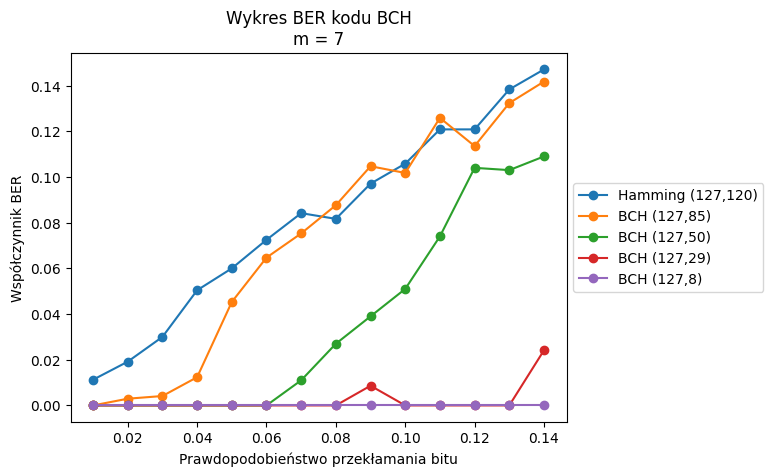 Wykres BER kodu BCH
m = 7
Współczynnik BER
0.14
0.12
0.10
0.08
0.06
0.04
0.02
0.00
0.02 0.04 0.06 0.08 0.10 0.12 0.14
Prawdopodobieństwo przekłamania bitu
Hamming (127,120)
BCH (127,85)
BCH (127,50)
BCH (127,29)
BCH (127,8)